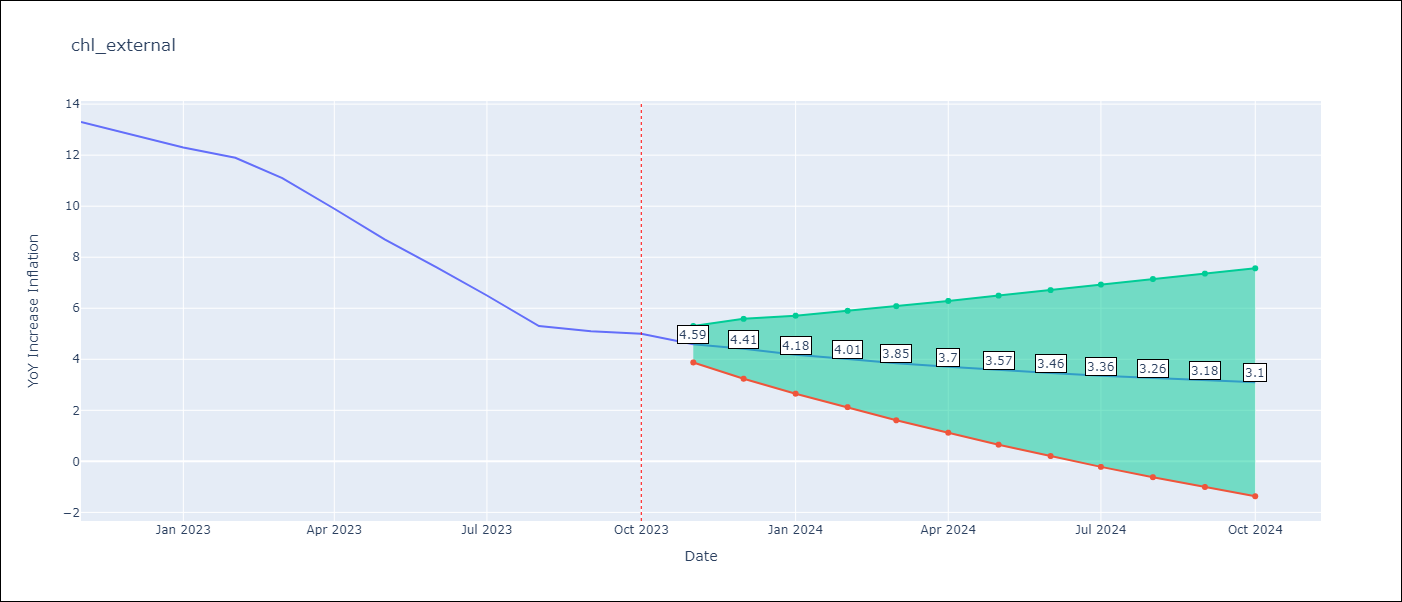 chl_external
YoY Increase Inflation
14
12
10
8
6
4
2
0
−2
4.59
4.41
4.18
4.01
3.85
3.7
3.57
3.46
3.36
3.26
3.18
3.1
Jan 2023
Apr 2023
Jul 2023
Oct 2023
Jan 2024
Apr 2024
Jul 2024
Oct 2024
Date